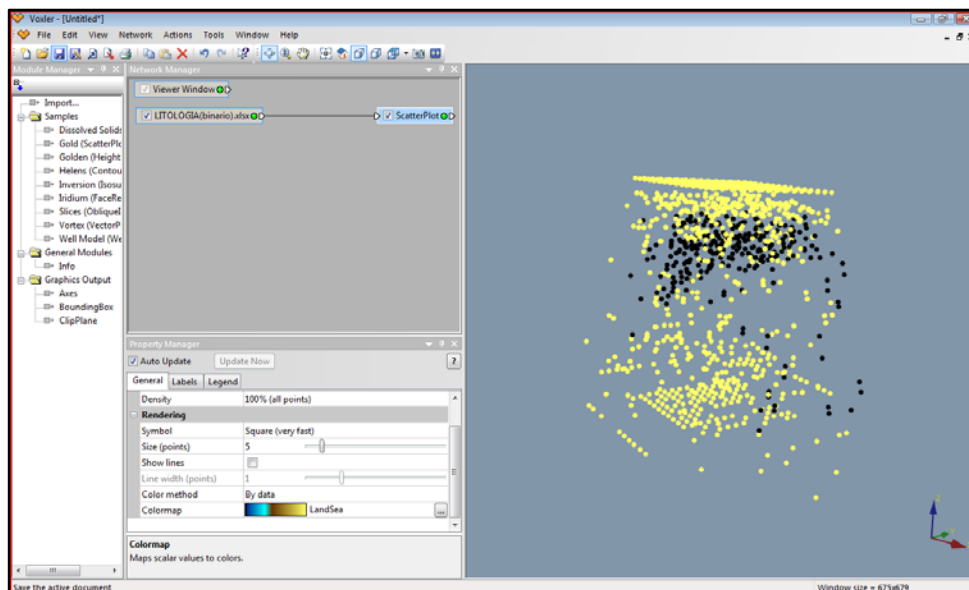 Voxler - [Untitled*]
File Edit View Network Actions Tools Window Help
Module Manager
Network Manager
Import...
Samples
Dissolved Solids
Gold (ScatterPlo
Golden (Height
Helens (Contou
Inversion (Isosu
Iridium (FaceRe
Slices (ObliqueI
Vortex (VectorP
Well Model (We
General Modules
Info
Graphics Output
Axes
BoundingBox
ClipPlane
Viewer Window
LITOLOGIA(binario).xlsx ScatterPlot
Property Manager
Auto Update Update Now ?
General Labels Legend
Density 100% (all points)
Rendering
Symbol Square (very fast)
Size (points) 5
Show lines
Line width (points) 1
Color method By data
Colormap LandSea ...
Colormap
Maps scalar values to colors.
Save the active document Window size = 675x679